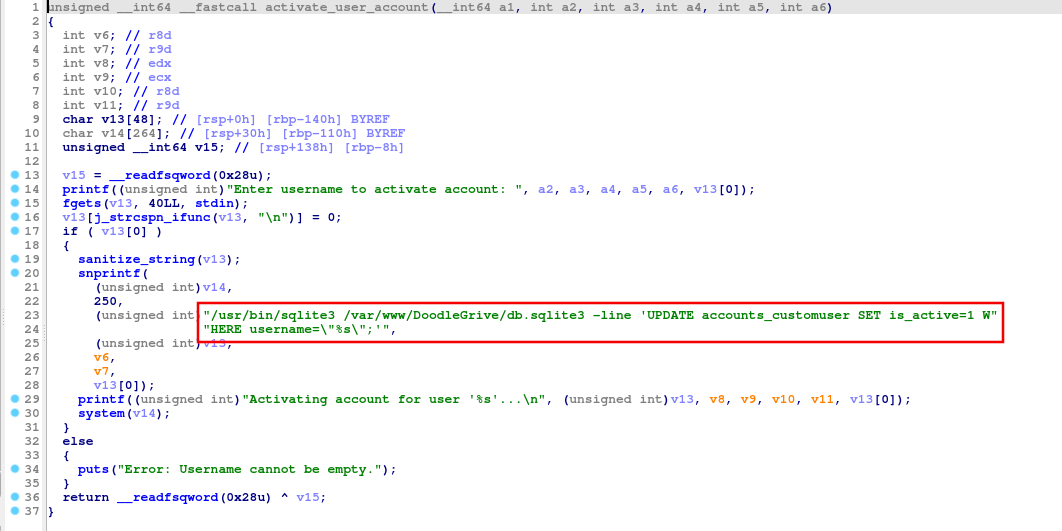 1 unsigned __int64 __fastcall activate_user_account(__int64 a1, int a2, int a3, int a4, int a5, int a6)
2 {
3 int v6; // r8d
4 int v7; // r9d
5 int v8; // edx
6 int v9; // ecx
7 int v10; // r8d
8 int v11; // r9d
9 char v13[48]; // [rsp+0h] [rbp-140h] BYREF
10 char v14[264]; // [rsp+30h] [rbp-110h] BYREF
11 unsigned __int64 v15; // [rsp+138h] [rbp-8h]
12
13 v15 = __readfsqword(0x28u);
14 printf((unsigned int)"Enter username to activate account: ", a2, a3, a4, a5, a6, v13[0]);
15 fgets(v13, 40LL, stdin);
16 v13[j_strcspn_ifunc(v13, "\n")] = 0;
17 if ( v13[0] )
18 {
19 sanitize_string(v13);
20 snprintf(
21 (unsigned int)v14,
22 250,
23 (unsigned int)"/usr/bin/sqlite3 /var/www/DoodleGrive/db.sqlite3 -line 'UPDATE accounts_customuser SET is_active=1 W"
24 "HERE username=\"%s\";'",
25 (unsigned int)v13,
26 v6,
27 v7,
28 v13[0]);
29 printf((unsigned int)"Activating account for user '%s'...\n", (unsigned int)v13, v8, v9, v10, v11, v13[0]);
30 system(v14);
31 }
32 else
33 {
34 puts("Error: Username cannot be empty.");
35 }
36 return __readfsqword(0x28u) ^ v15;
37 }